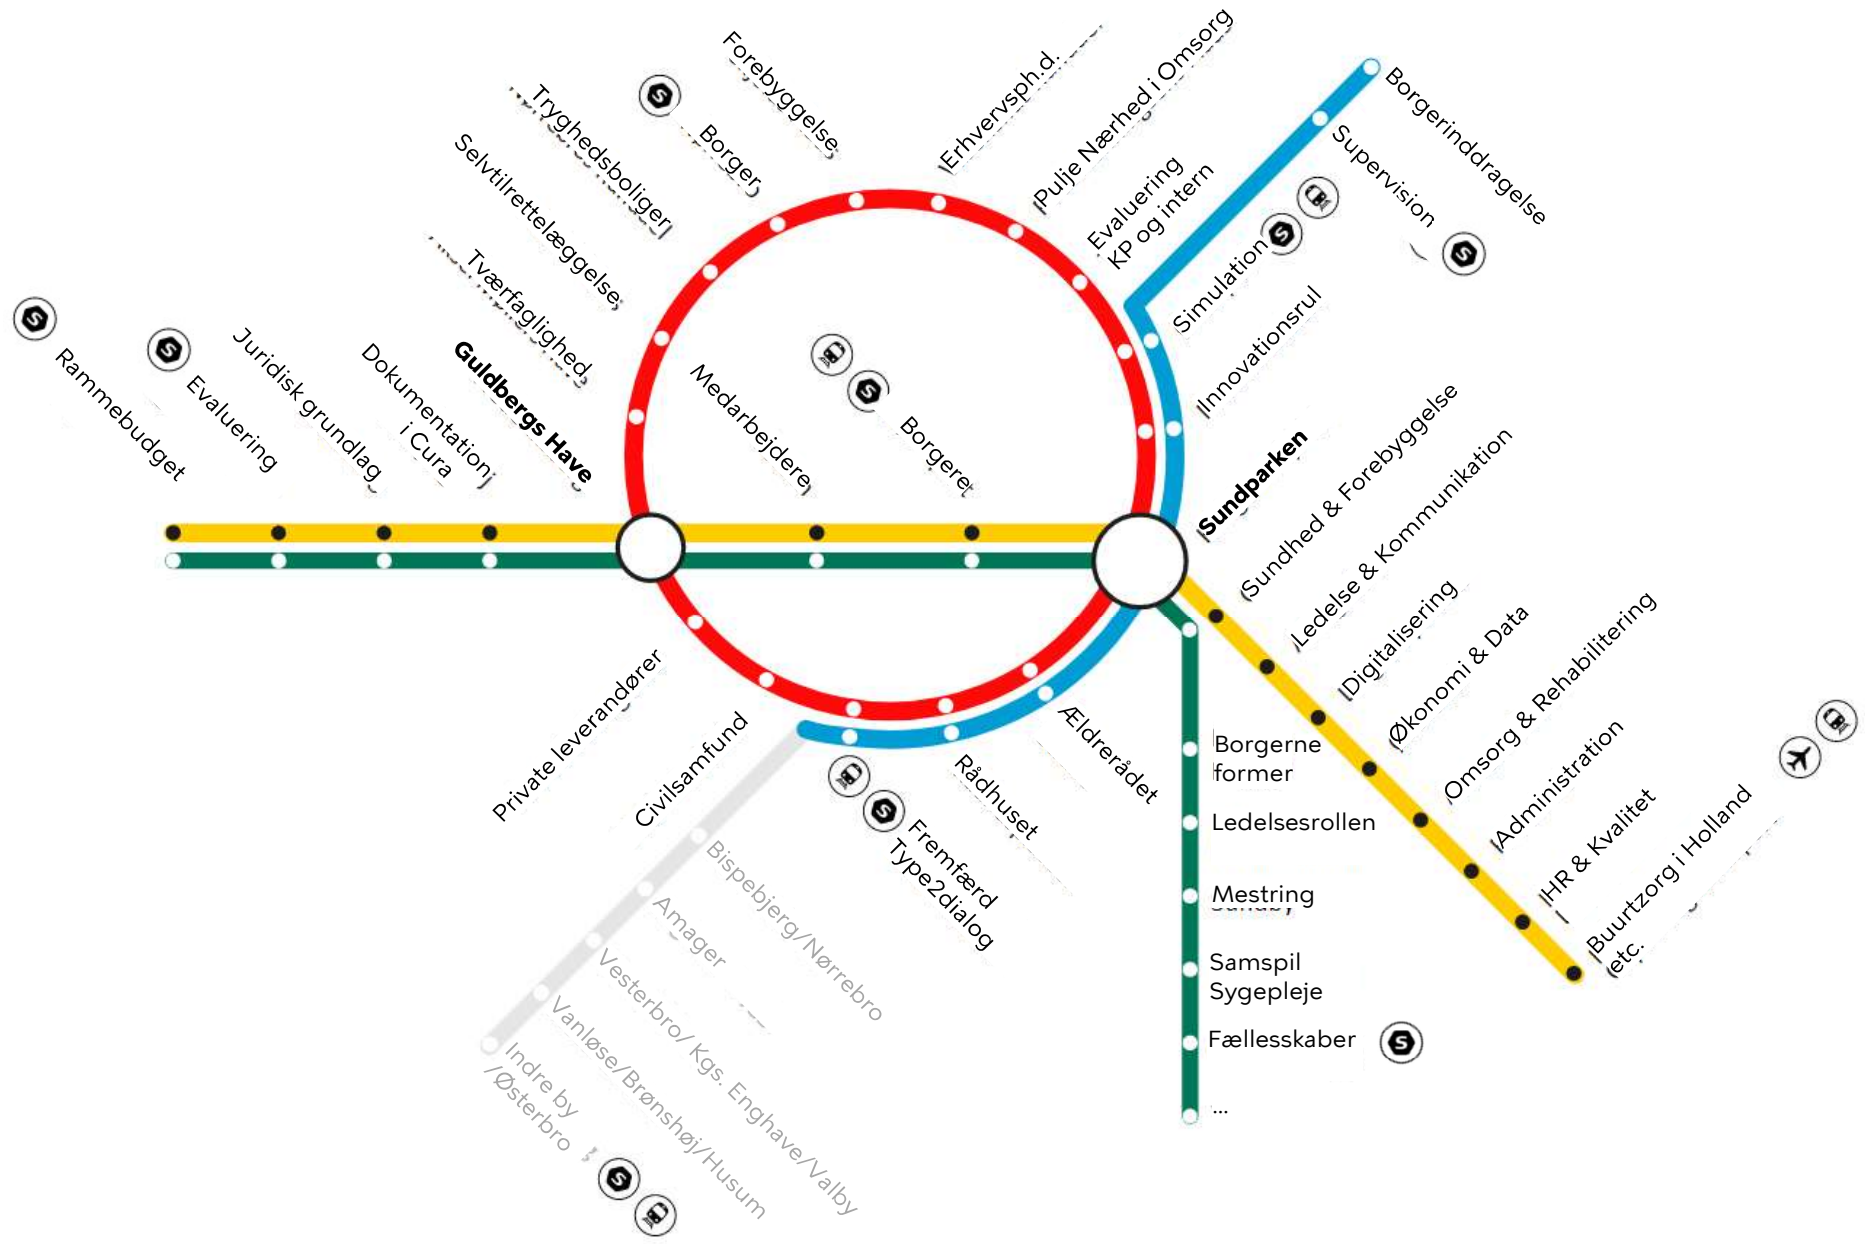 Forebyggelse
Tryghedsboliger
Borger
Selvtilrettelæggelse
Tværfaglighed
Erhvervsph.d.
Pulje Nærhed i Omsorg
Evaluering
KP og intern
Borgerinddragelse
Supervision
Simulation
Innovationsrul
Rammebudget
Evaluering
Juridisk grundlag
Dokumentation
i Cura
Guldbergs Have
Medarbejdere
Borgeret
Sundparken
Sundhed & Forebyggelse
Ledelse & Kommunikation
Digitalisering
Økonomi & Data
Omsorg & Rehabilitering
Administration
HR & Kvalitet
Buurtzorg i Holland
etc.
Private leverandører
Civilsamfund
Fremfærd
Type2dialog
Rådhuset
Ældrerådet
Borgerne
former
Ledelsesrollen
Mestring
Samspil
Sygepleje
Fællesskaber
...
Bispebjerg/Nørrebro
Amager
Vesterbro/ Kgs. Enghave/Valby
Vanløse/Brønshøj/Husum
Indre by
/Østerbro